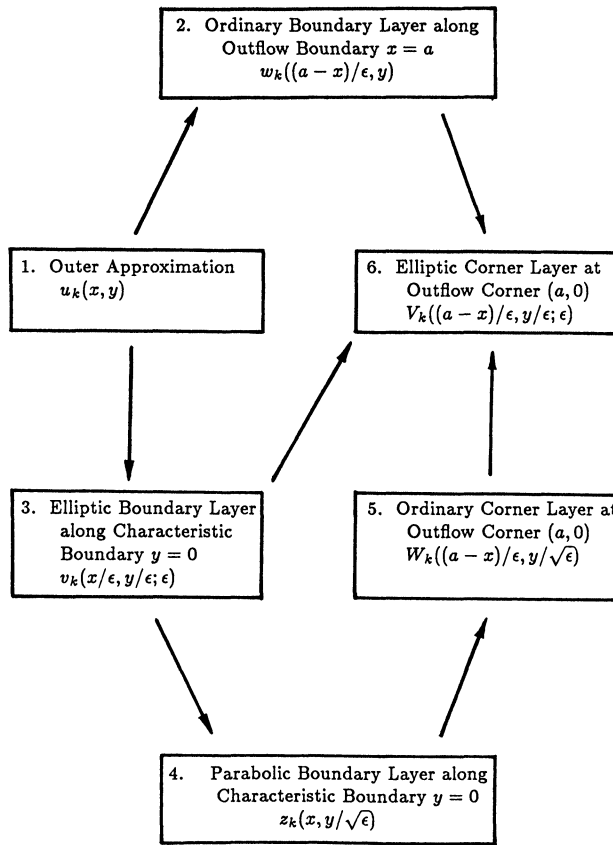 2. Ordinary Boundary Layer along
Outflow Boundary x = a
w_k((a − x)/ϵ, y)
1. Outer Approximation
u_k(x, y)
6. Elliptic Corner Layer at
Outflow Corner (a, 0)
V_k((a − x)/ϵ, y/ϵ; ϵ)
3. Elliptic Boundary Layer
along Characteristic
Boundary y = 0
v_k(x/ϵ, y/ϵ; ϵ)
5. Ordinary Corner Layer at
Outflow Corner (a, 0)
W_k((a − x)/ϵ, y/√ϵ)
4. Parabolic Boundary Layer along
Characteristic Boundary y = 0
z_k(x, y/√ϵ)